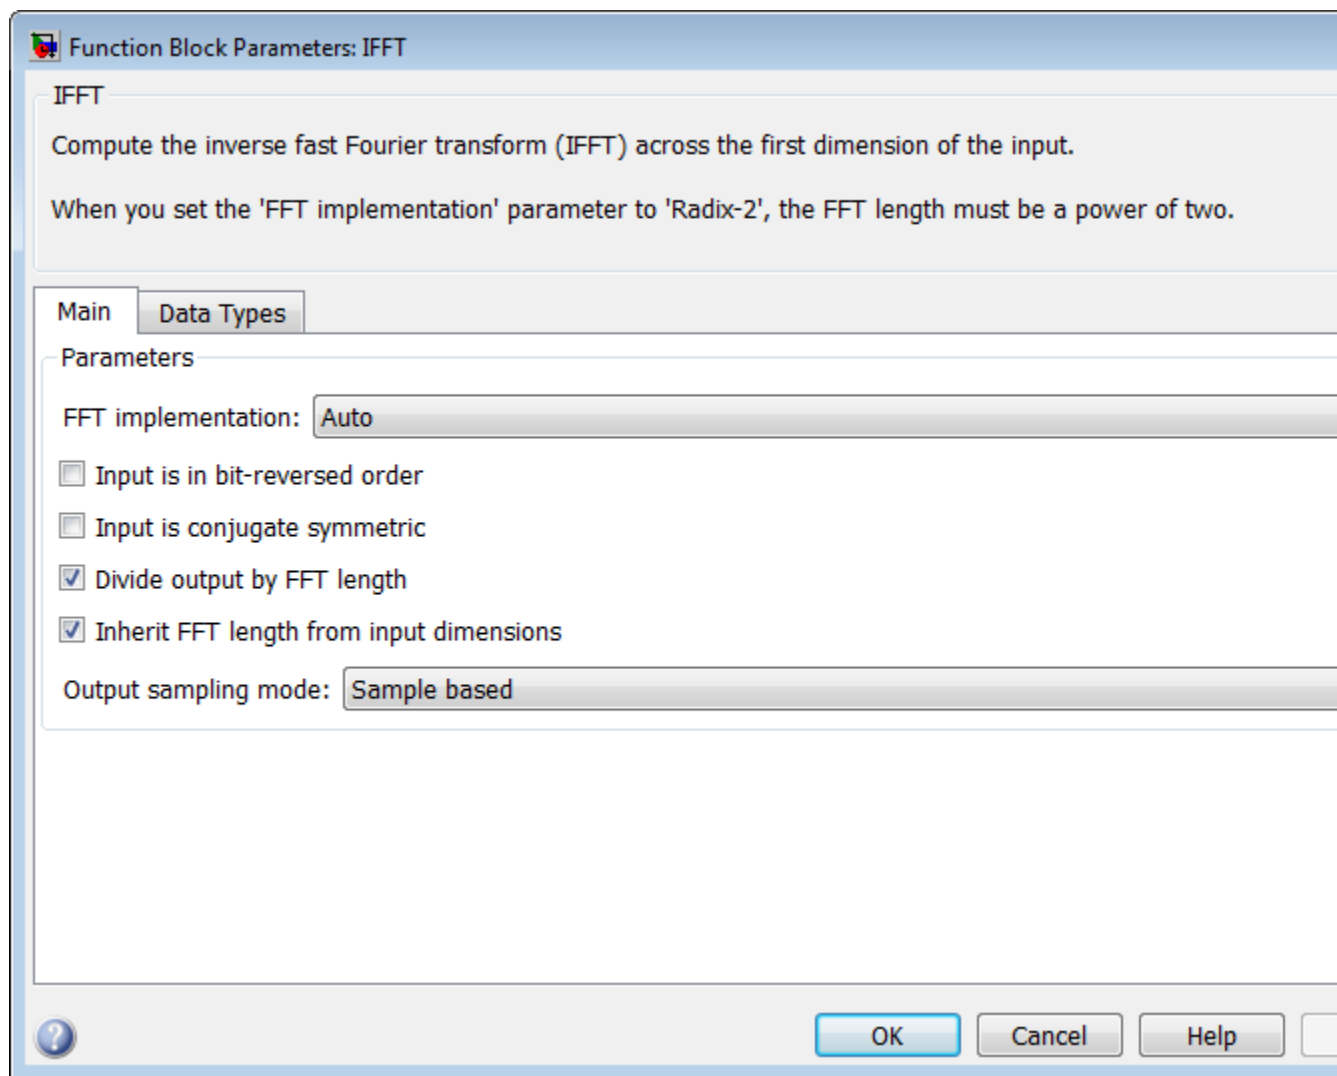 Function Block Parameters: IFFT
IFFT
Compute the inverse fast Fourier transform (IFFT) across the first dimension of the input.
When you set the 'FFT implementation' parameter to 'Radix-2', the FFT length must be a power of two.
Main Data Types
Parameters
FFT implementation: Auto
Input is in bit-reversed order
Input is conjugate symmetric
Divide output by FFT length
Inherit FFT length from input dimensions
Output sampling mode: Sample based
? OK Cancel Help